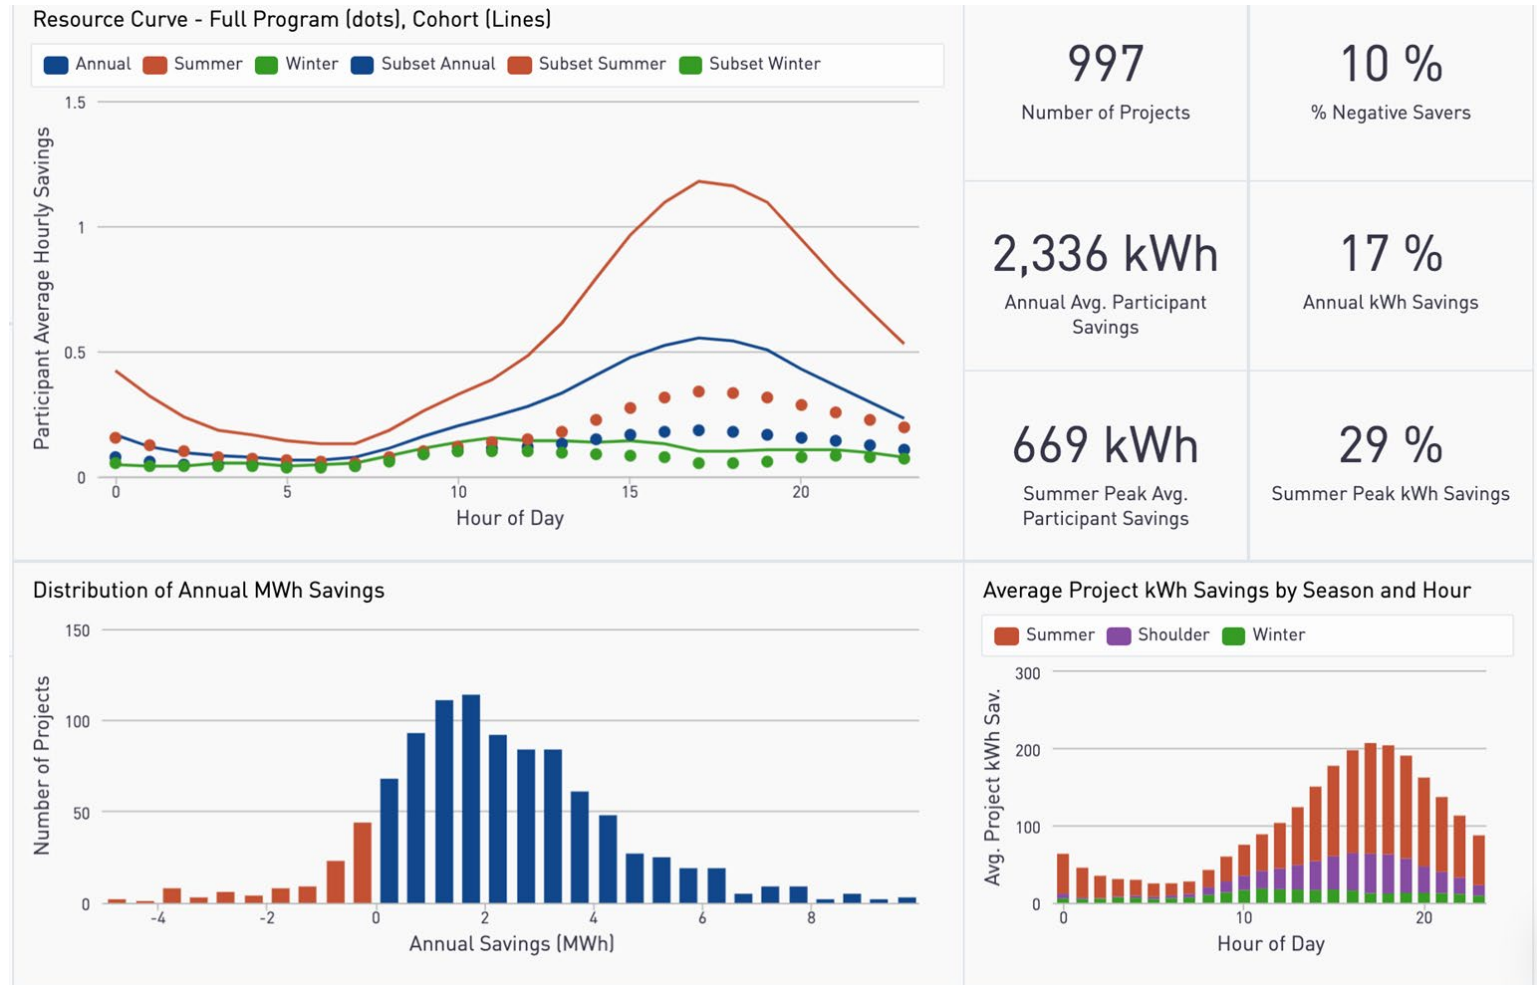 Resource Curve - Full Program (dots), Cohort (Lines)
Annual Summer Winter Subset Annual Subset Summer Subset Winter
Participant Average Hourly Savings
1.5
1
0.5
0
0 5 10 15 20
Hour of Day
997
Number of Projects
10 %
% Negative Savers
2,336 kWh
Annual Avg. Participant
Savings
17 %
Annual kWh Savings
669 kWh
Summer Peak Avg.
Participant Savings
29 %
Summer Peak kWh Savings
Distribution of Annual MWh Savings
Number of Projects
150
100
50
0
-4 -2 0 2 4 6 8
Annual Savings (MWh)
Average Project kWh Savings by Season and Hour
Summer Shoulder Winter
Avg. Project kWh Sav.
300
200
100
0
0 10 20
Hour of Day